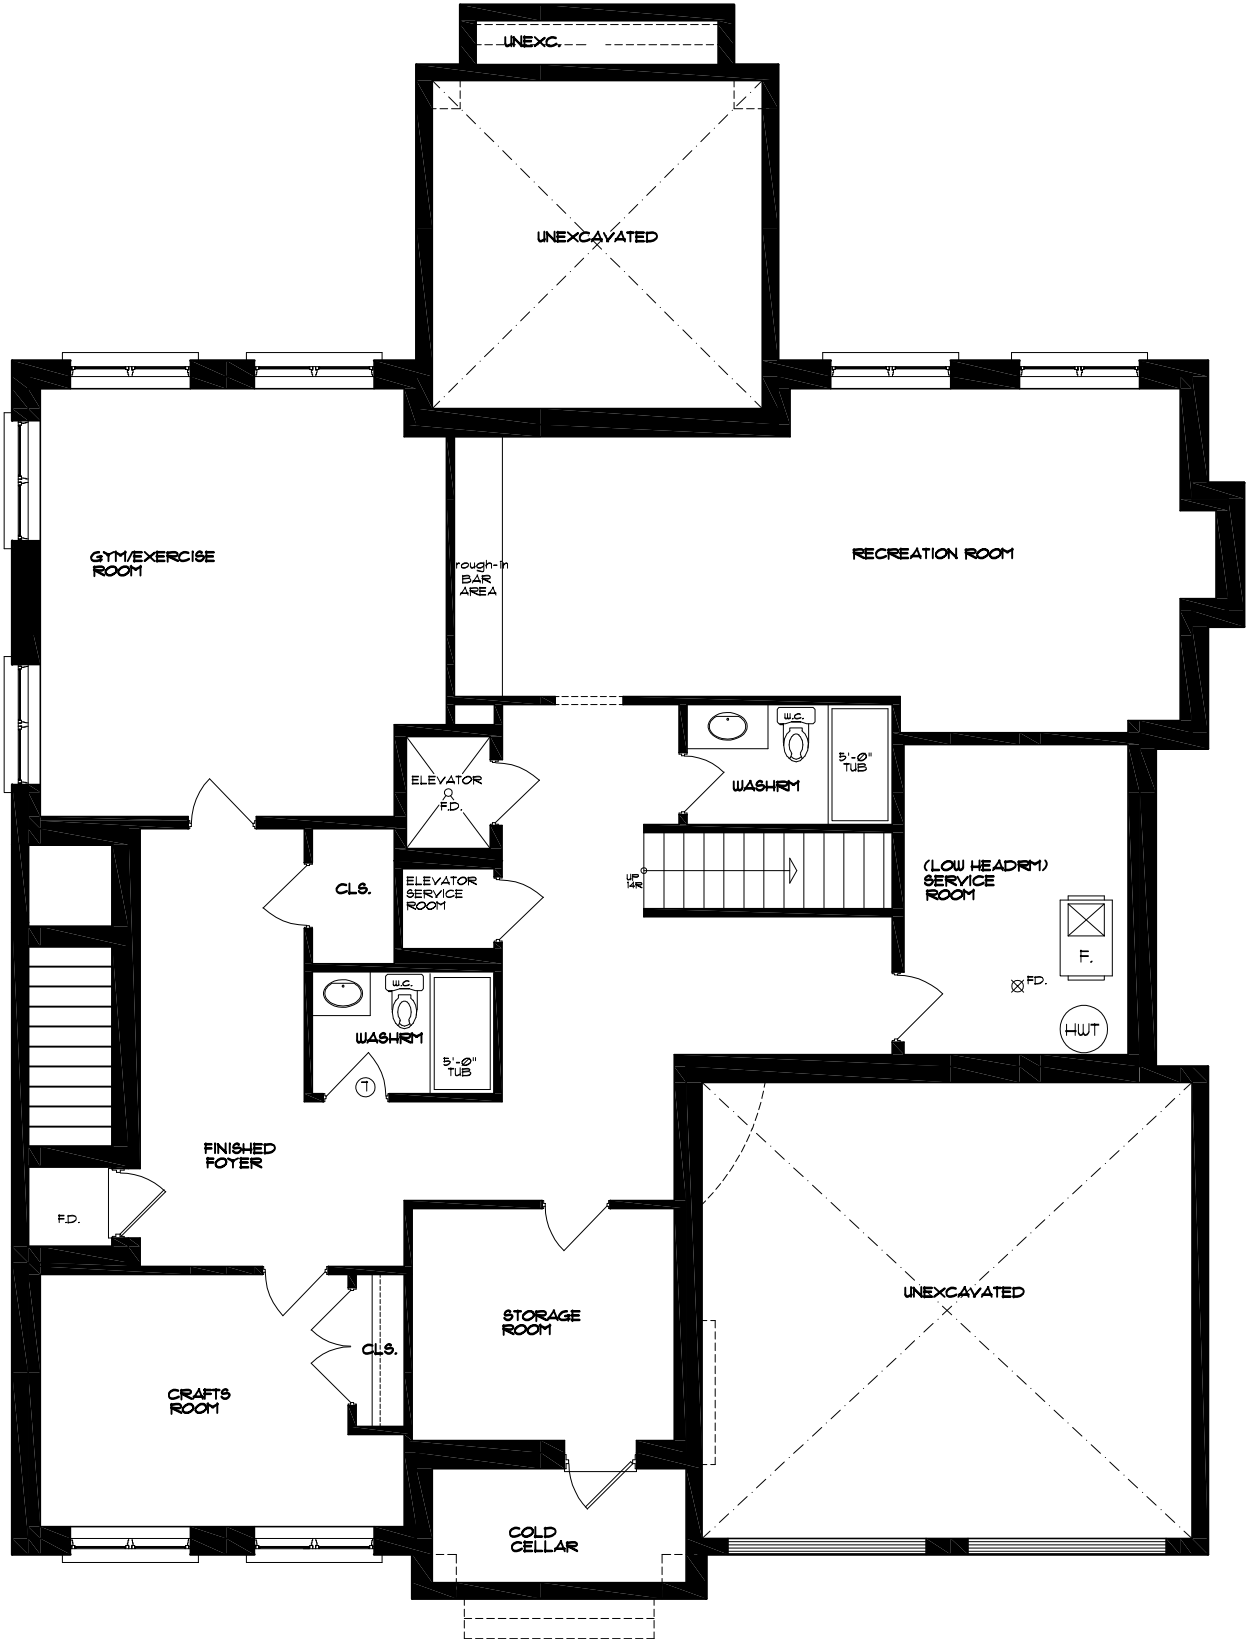 UNEXC.
UNEXCAVATED
GYM/EXERCISE
ROOM
rough-in
BAR
AREA
RECREATION ROOM
W.C.
5'-0"
TUB
WASHRM
ELEVATOR
F.D.
UP
14R
(LOW HEADRM)
SERVICE
ROOM
CLS.
ELEVATOR
SERVICE
ROOM
F.
FD.
HWT
W.C.
WASHRM
5'-0"
TUB
7
FINISHED
FOYER
F.D.
UNEXCAVATED
STORAGE
ROOM
CLS.
CRAFTS
ROOM
COLD
CELLAR